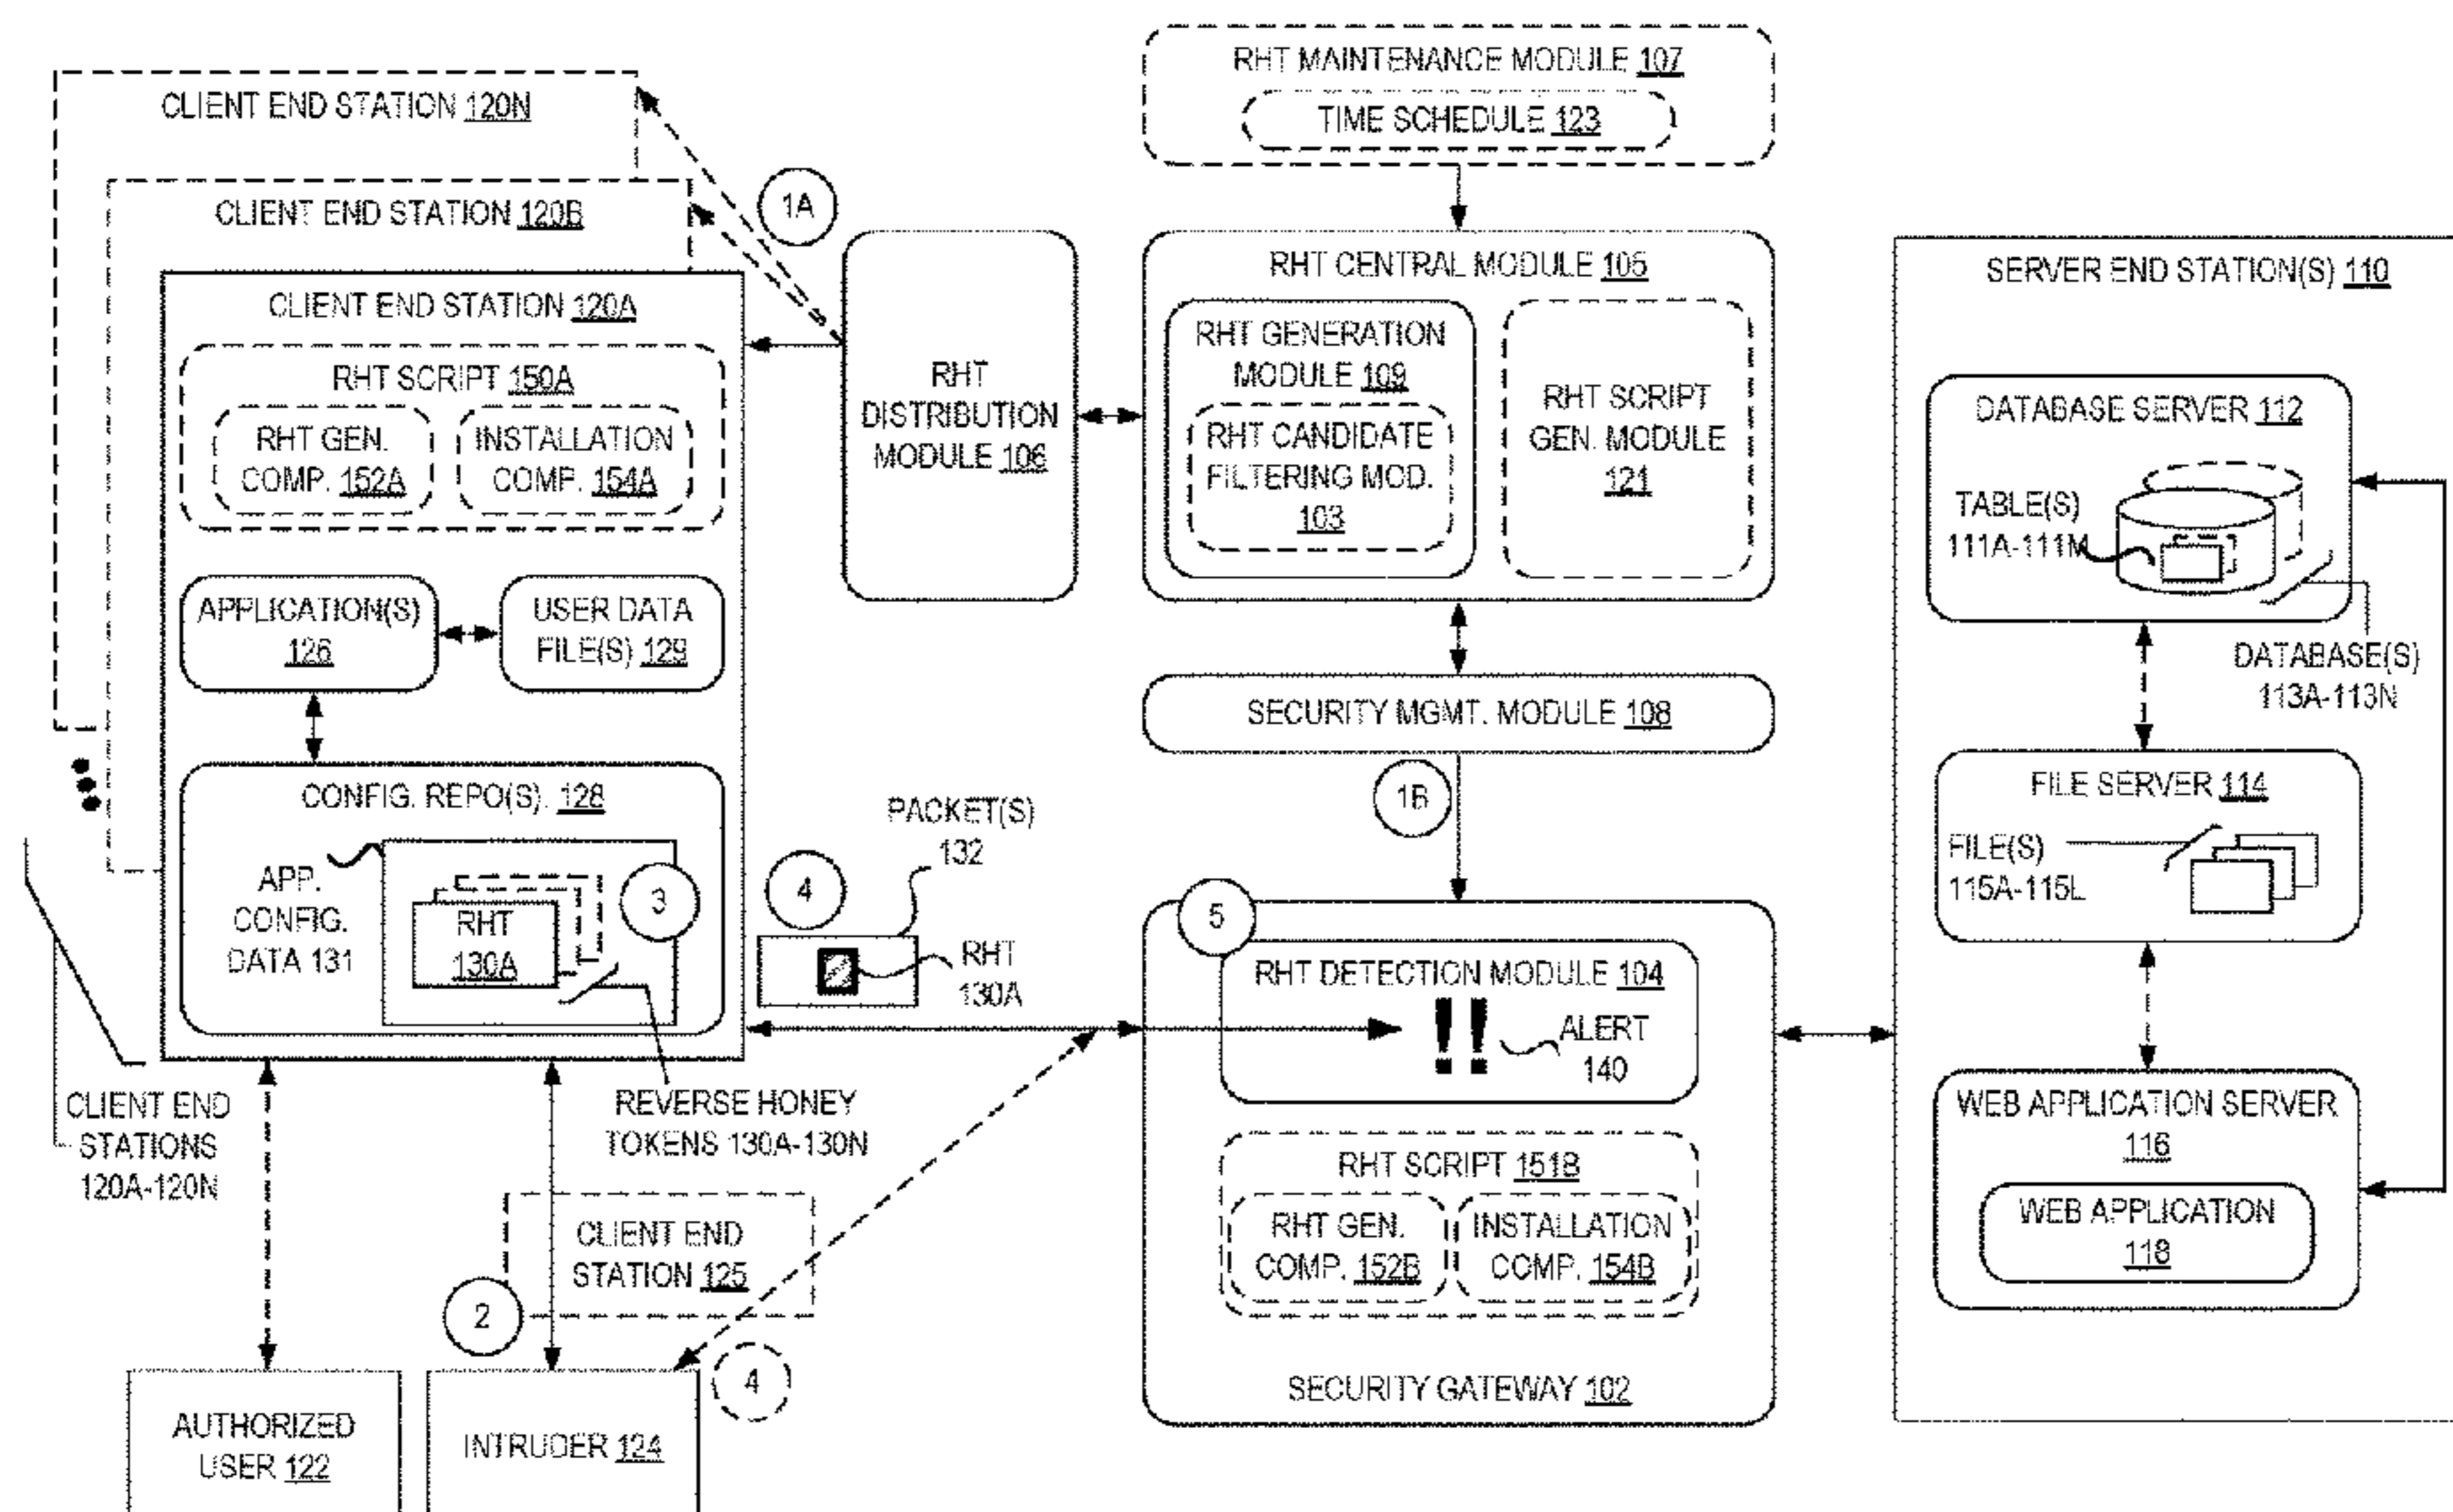 RHT MAINTENANCE MODULE 107
TIME SCHEDULE 123
CLIENT END STATION 120N
CLIENT END STATION 120B
1A
CLIENT END STATION 120A
RHT SCRIPT 150A
RHT GEN.
COMP. 152A
INSTALLATION
COMP. 154A
APPLICATION(S)
126
USER DATA
FILE(S) 129
CONFIG. REPO(S). 128
APP.
CONFIG.
DATA 131
RHT
130A
3
CLIENT END
STATIONS
120A-120N
REVERSE HONEY
TOKENS 130A-130N
RHT
DISTRIBUTION
MODULE 106
RHT CENTRAL MODULE 105
RHT GENERATION
MODULE 109
RHT CANDIDATE
FILTERING MOD.
103
RHT SCRIPT
GEN. MODULE
121
SECURITY MGMT. MODULE 108
1B
PACKET(S)
132
4
RHT
130A
5
RHT DETECTION MODULE 104
!!
ALERT
140
RHT SCRIPT 151B
RHT GEN.
COMP. 152B
INSTALLATION
COMP. 154B
SECURITY GATEWAY 102
CLIENT END
STATION 125
2
4
AUTHORIZED
USER 122
INTRUDER 124
SERVER END STATION(S) 110
DATABASE SERVER 112
TABLE(S)
111A-111M
DATABASE(S)
113A-113N
FILE SERVER 114
FILE(S)
115A-115L
WEB APPLICATION SERVER
116
WEB APPLICATION
118